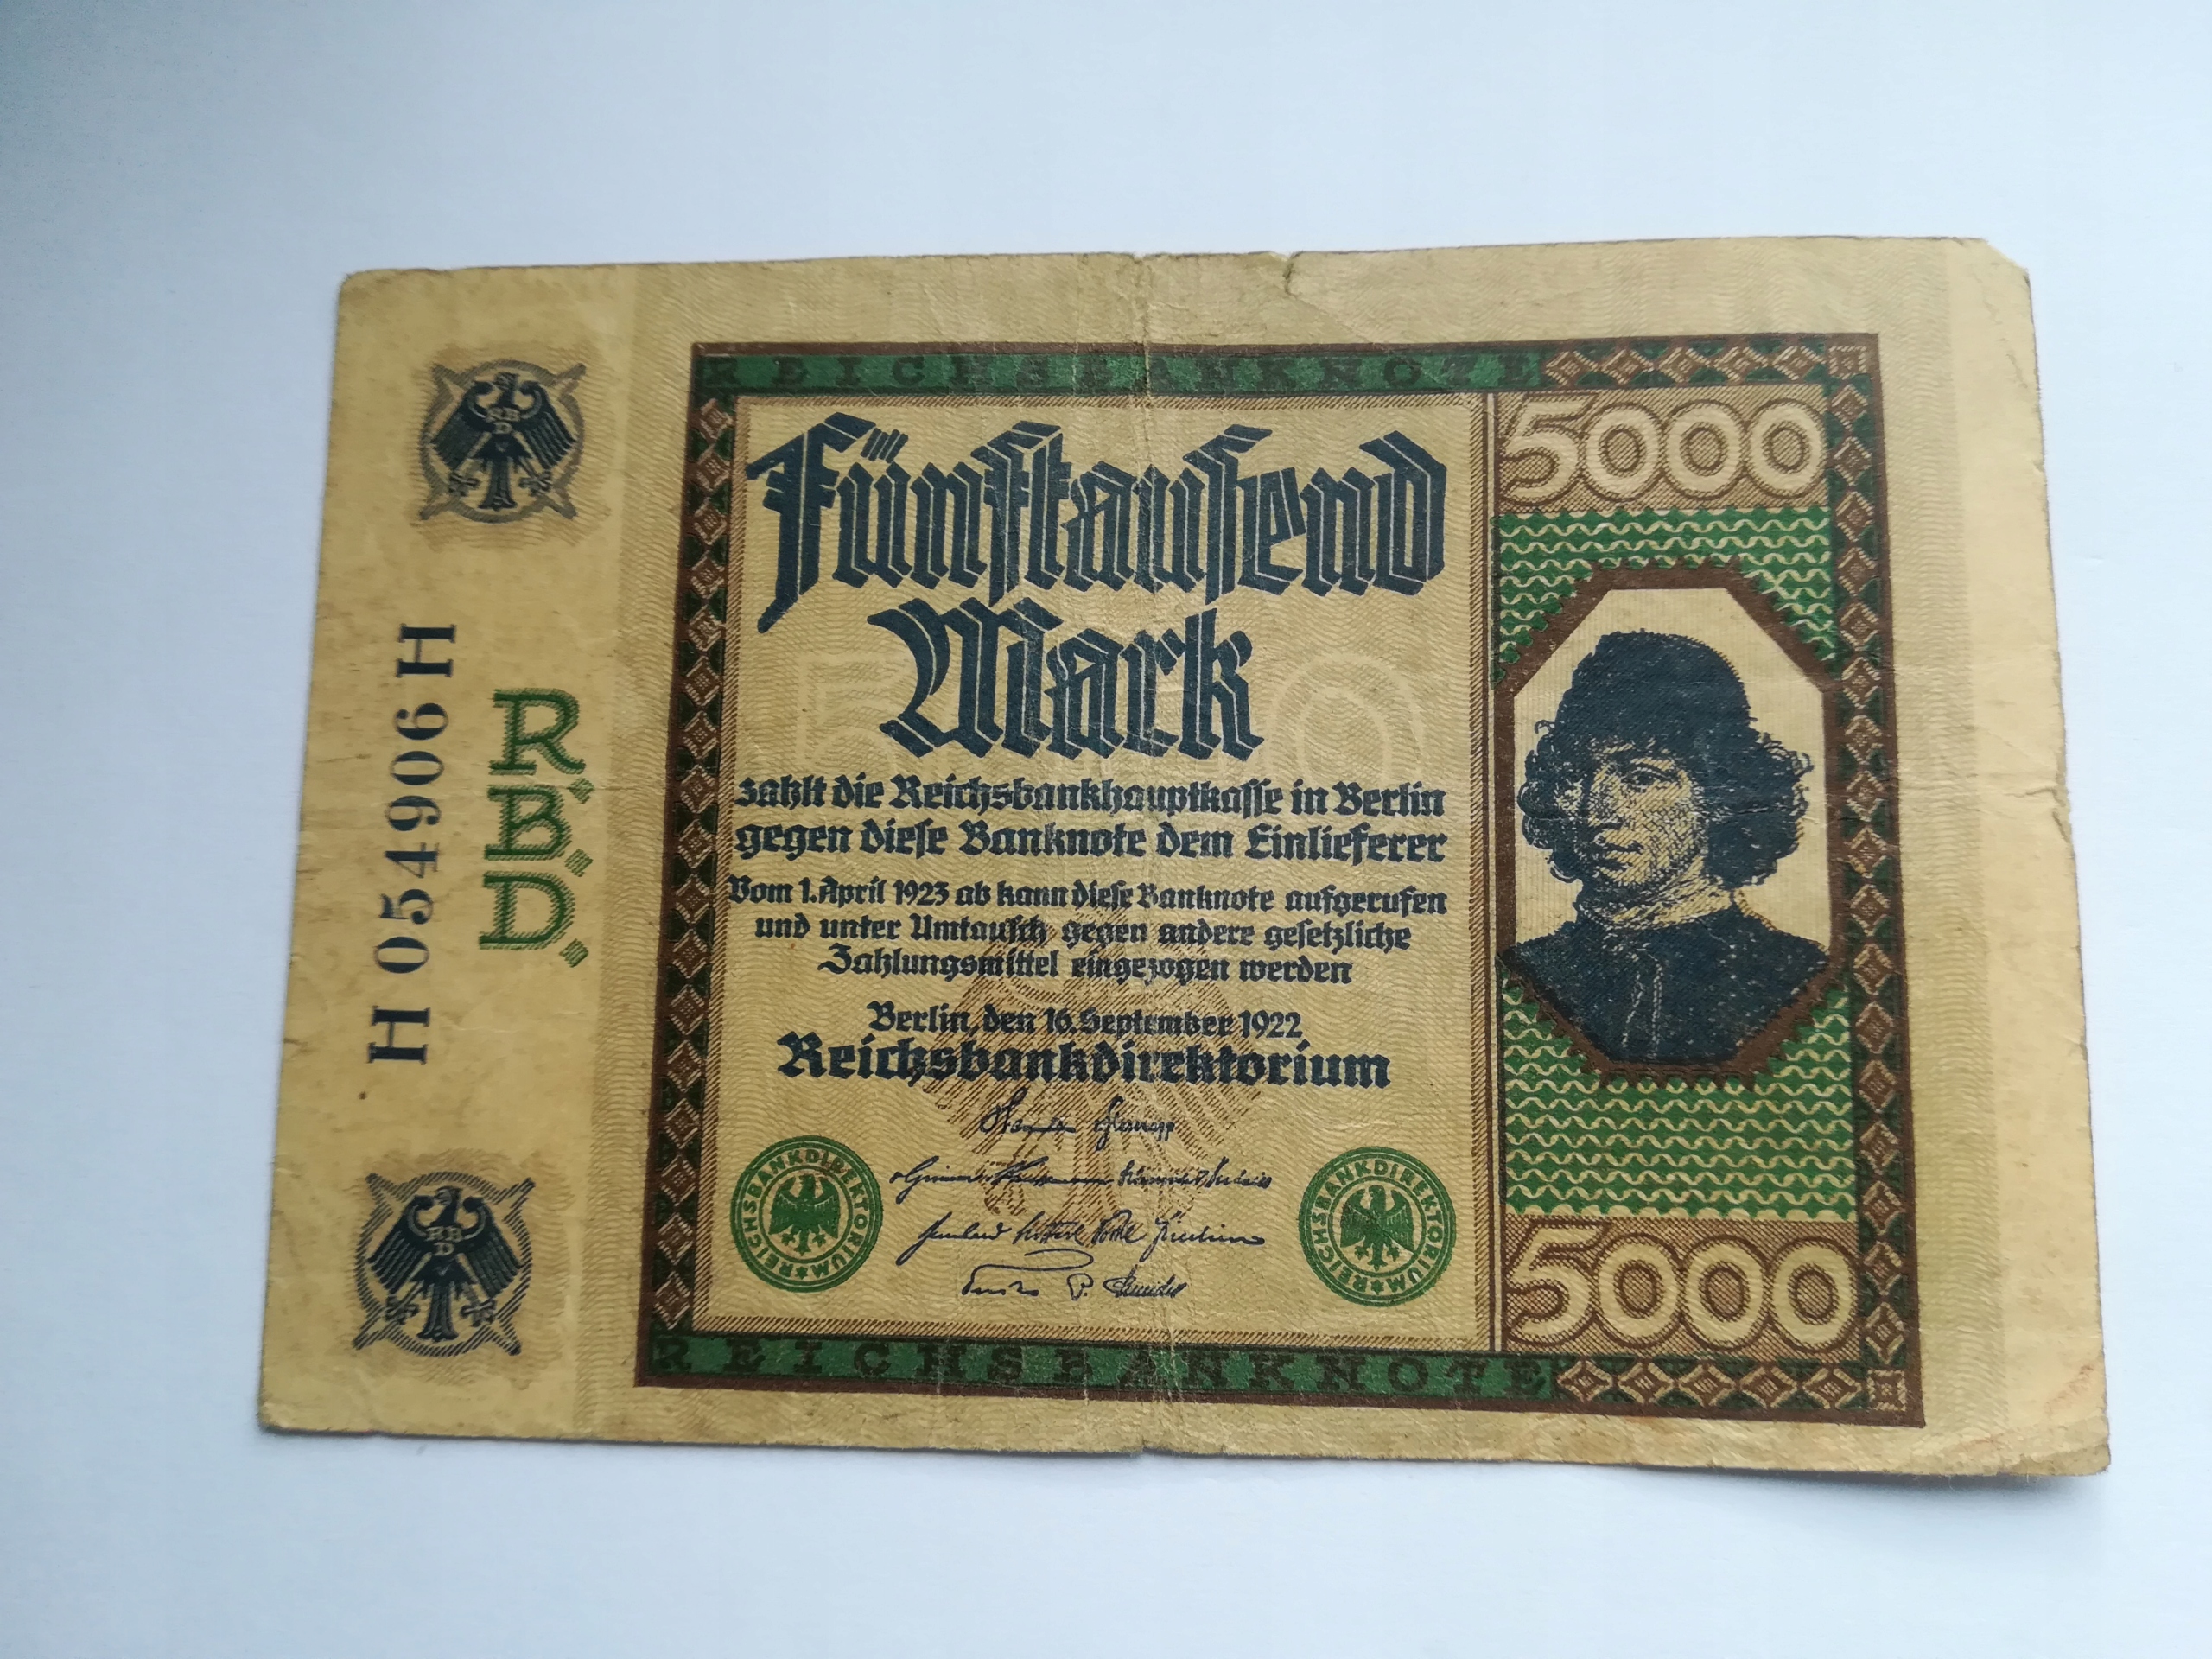 H 054906 H
R.B.D.
REICHSBANKNOTE
5000
Fünftausend
Mark
zahlt die Reichsbankhauptkasse in Berlin
gegen diese Banknote dem Einlieferer
Vom 1. April 1923 ab kann diese Banknote aufgerufen
und unter Umtausch gegen andere gesetzliche
Zahlungsmittel eingezogen werden
Berlin, den 16. September 1922
Reichsbankdirektorium
REICHSBANKDIREKTORIUM
REICHSBANKDIREKTORIUM
5000
REICHSBANKNOTE